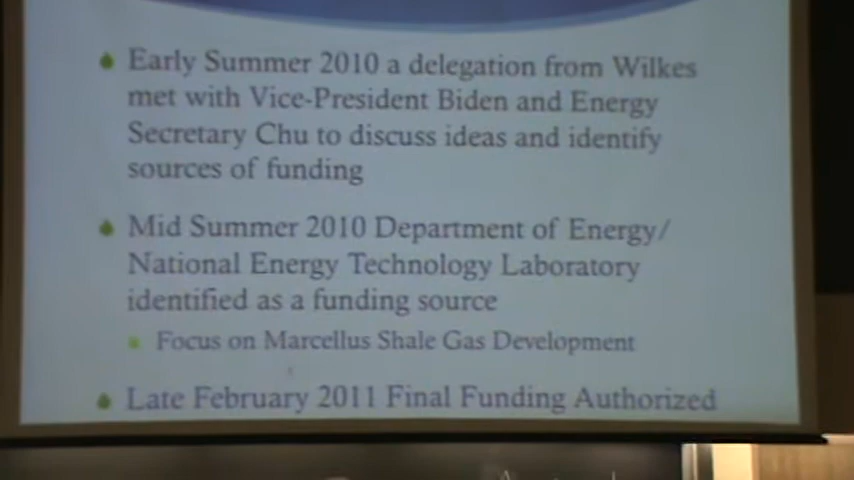 Early Summer 2010 a delegation from Wilkes
met with Vice-President Biden and Energy
Secretary Chu to discuss ideas and identify
sources of funding
Mid Summer 2010 Department of Energy/
National Energy Technology Laboratory
identified as a funding source
Focus on Marcellus Shale Gas Development
Late February 2011 Final Funding Authorized